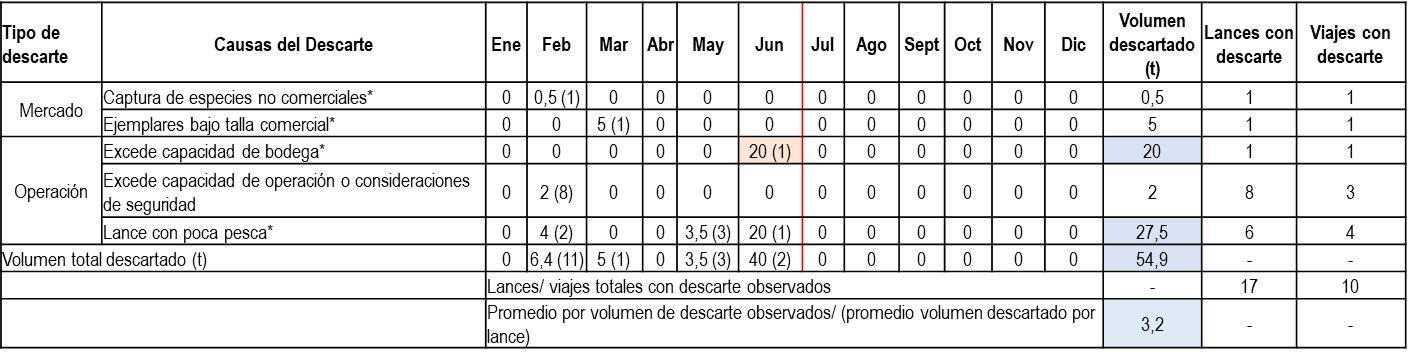 Tipo de descarte Causas del Descarte Ene Feb Mar Abr May Jun Jul Ago Sept Oct Nov Dic Volumen descartado (t) Lances con descarte Viajes con descarte
Mercado Captura de especies no comerciales* 0 0,5 (1) 0 0 0 0 0 0 0 0 0 0 0,5 1 1
Ejemplares bajo talla comercial* 0 0 5 (1) 0 0 0 0 0 0 0 0 0 5 1 1
Operación Excede capacidad de bodega* 0 0 0 0 0 20 (1) 0 0 0 0 0 0 20 1 1
Excede capacidad de operación o consideraciones
de seguridad 0 2 (8) 0 0 0 0 0 0 0 0 0 0 2 8 3
Lance con poca pesca* 0 4 (2) 0 0 3,5 (3) 20 (1) 0 0 0 0 0 0 27,5 6 4
Volumen total descartado (t) 0 6,4 (11) 5 (1) 0 3,5 (3) 40 (2) 0 0 0 0 0 0 54,9 - -
Lances/ viajes totales con descarte observados - 17 10
Promedio por volumen de descarte observados/ (promedio volumen descartado por
lance) 3,2 - -